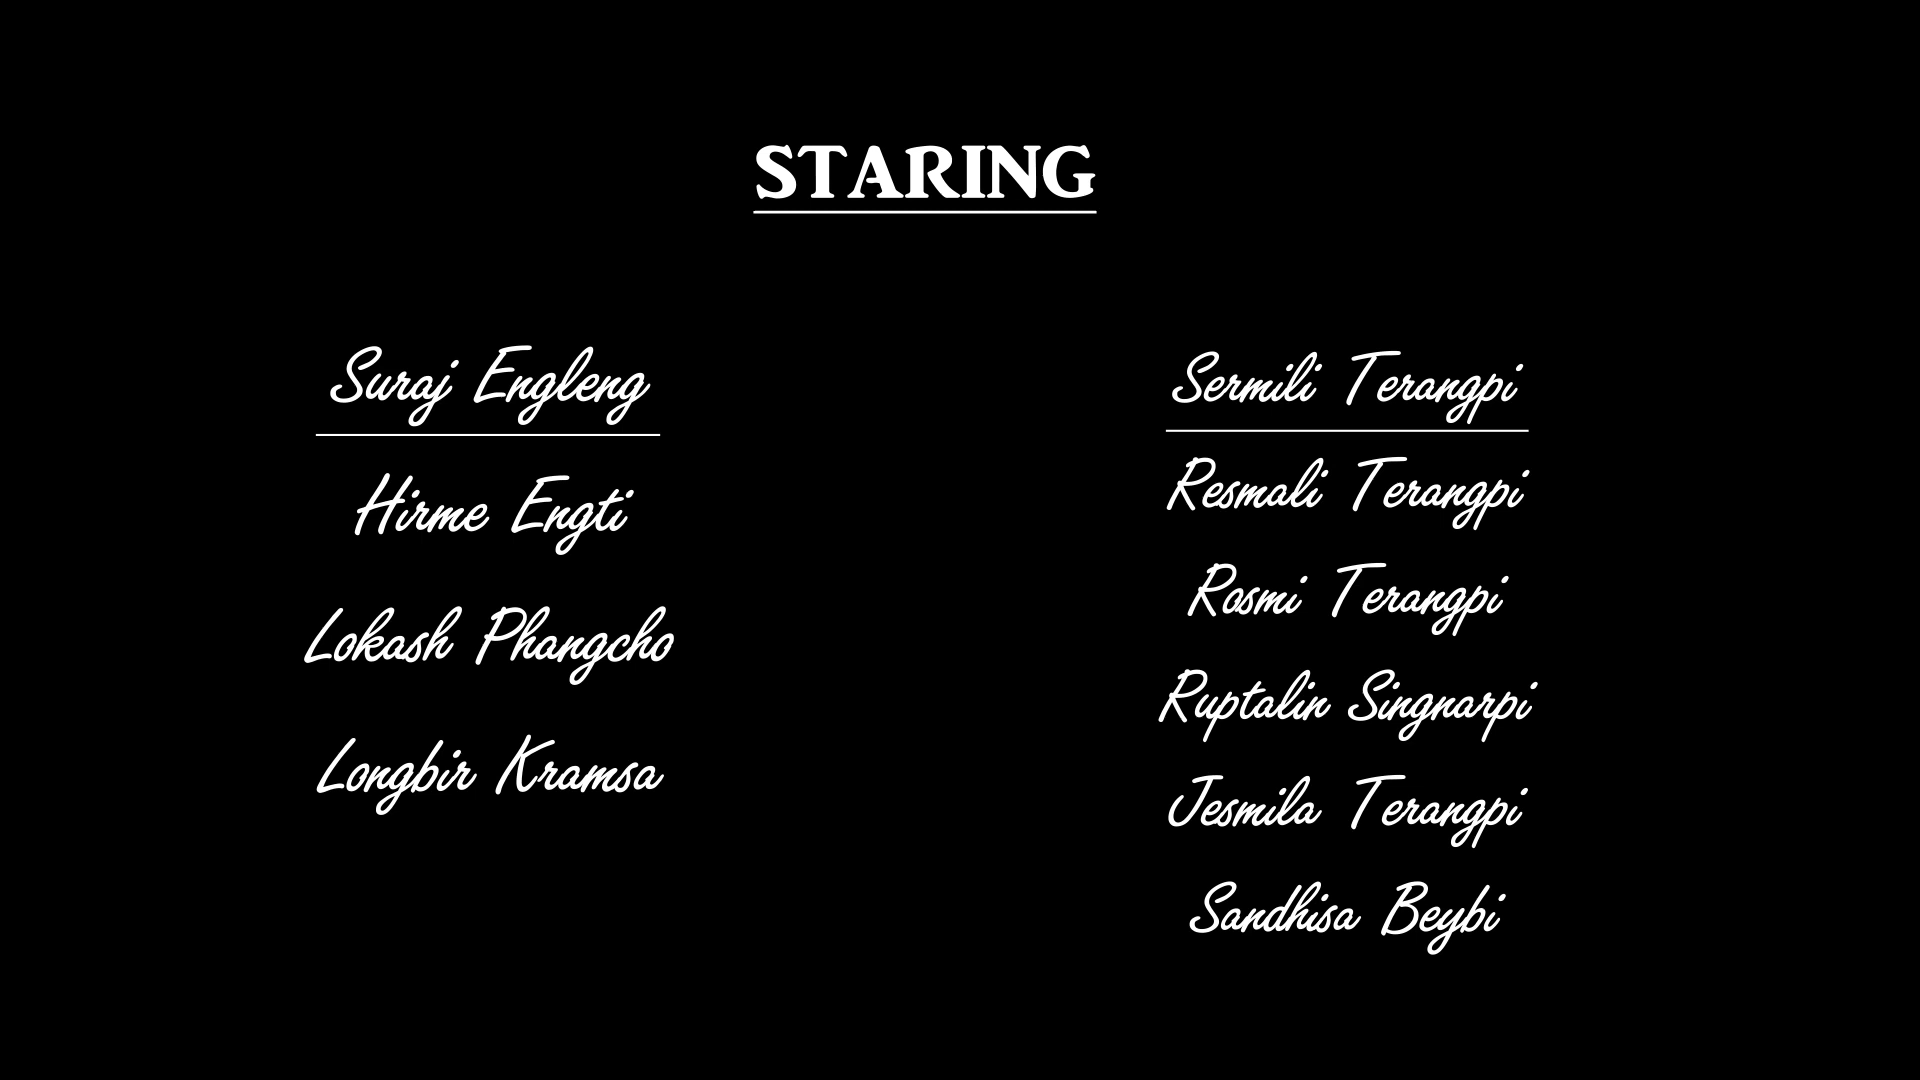 STARING
Suraj Engleng
Hirme Engti
Lokash Phangcho
Longbir Kramsa
Sermili Terangpi
Resmali Terangpi
Rosmi Terangpi
Ruptalin Singnarpi
Jesmila Terangpi
Sandhisa Beybi